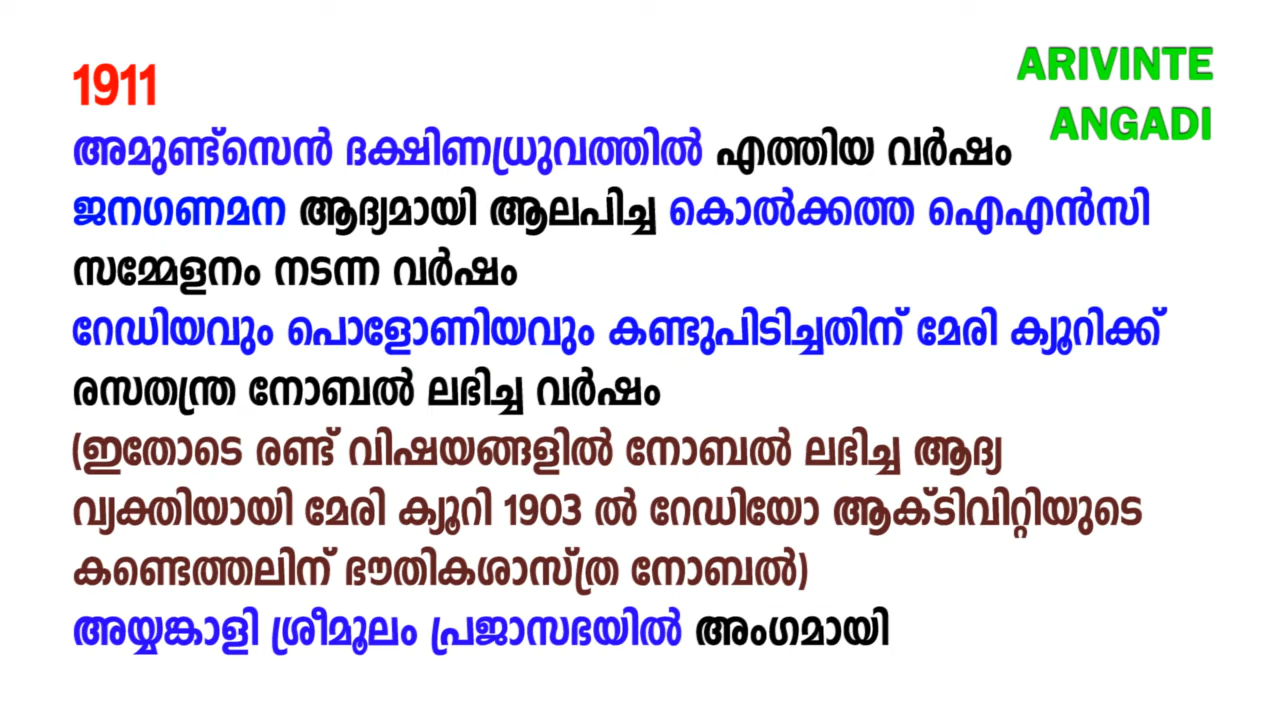 1911
ARIVINTE
ANGADI
അമുണ്ട്സെൻ ദക്ഷിണധ്രുവത്തിൽ എത്തിയ വർഷം
ജനഗണമന ആദ്യമായി ആലപിച്ച കൊൽക്കത്ത ഐഎൻസി
സമ്മേളനം നടന്ന വർഷം
റേഡിയവും പൊളോണിയവും കണ്ടുപിടിച്ചതിന് മേരി ക്യൂറിക്ക്
രസതന്ത്ര നോബൽ ലഭിച്ച വർഷം
(ഇതോടെ രണ്ട് വിഷയങ്ങളിൽ നോബൽ ലഭിച്ച ആദ്യ
വ്യക്തിയായി മേരി ക്യൂറി 1903 ൽ റേഡിയോ ആക്ടിവിറ്റിയുടെ
കണ്ടെത്തലിന് ഭൗതികശാസ്ത്ര നോബൽ)
അയ്യങ്കാളി ശ്രീമൂലം പ്രജാസഭയിൽ അംഗമായി